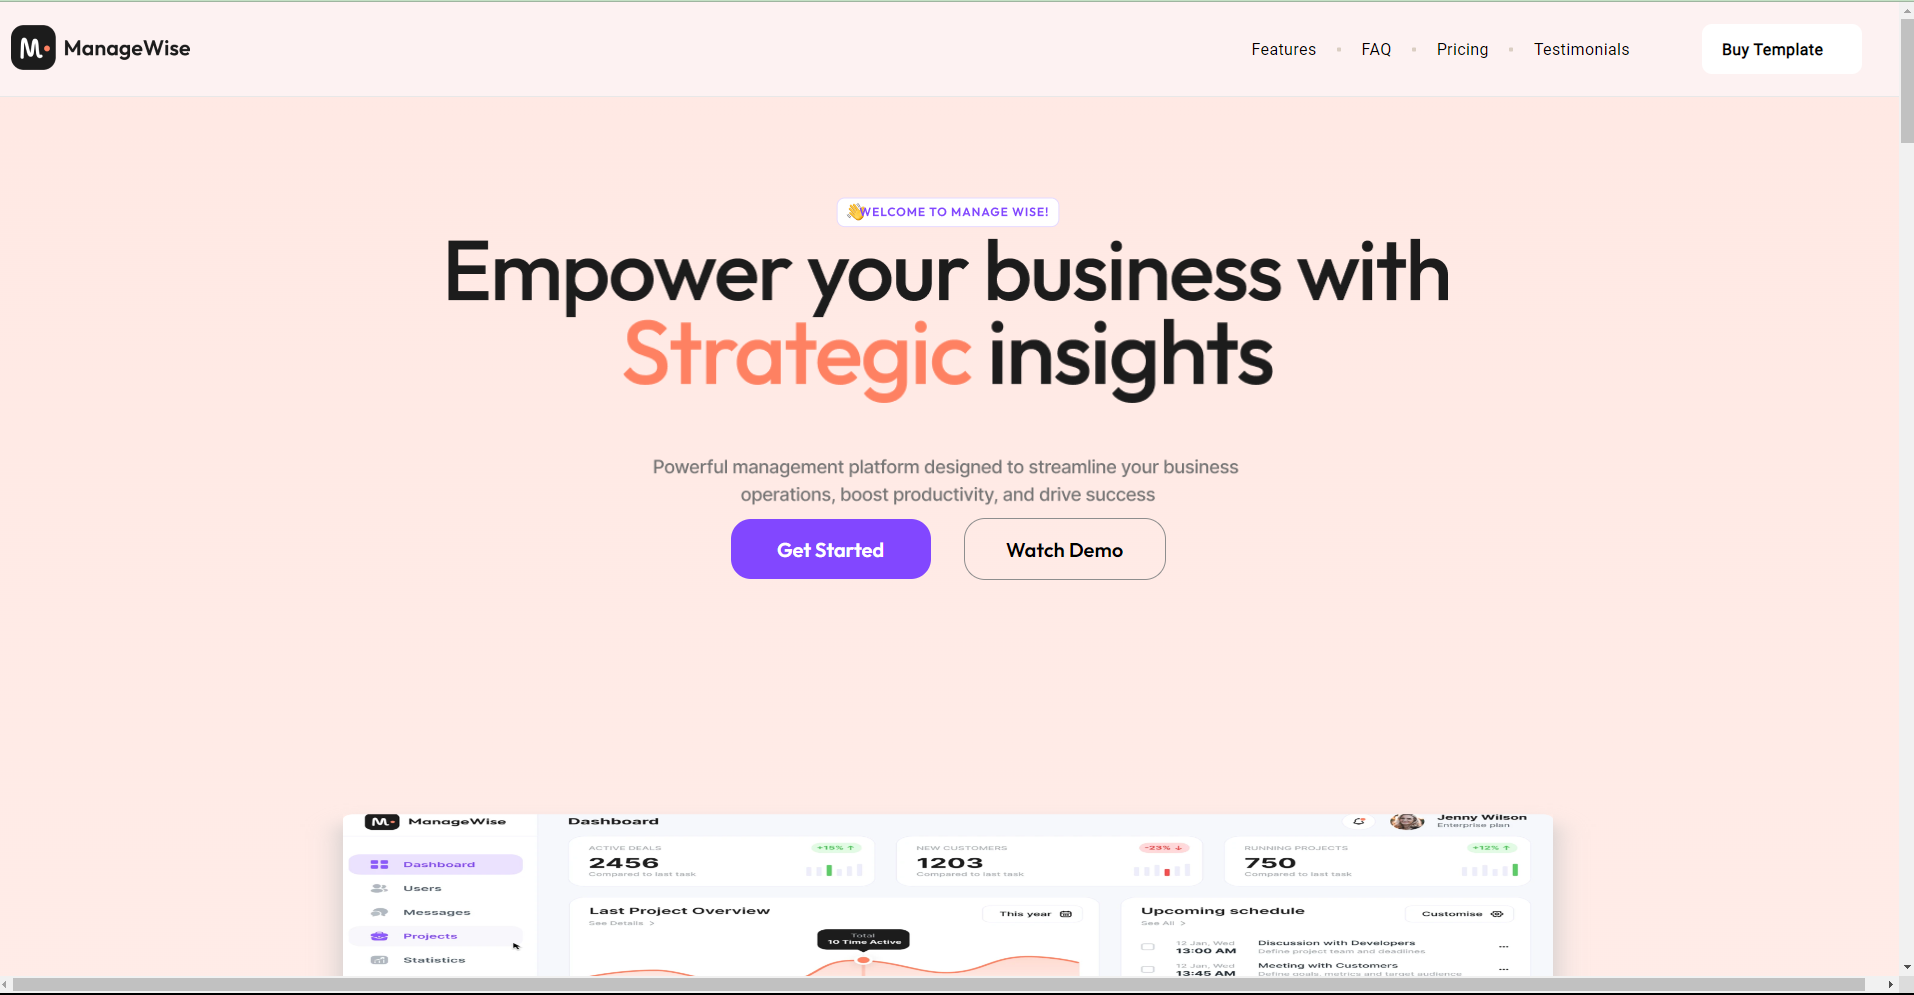 M. ManageWise
Features • FAQ • Pricing • Testimonials
Buy Template
👋WELCOME TO MANAGE WISE!
Empower your business with
Strategic insights
Powerful management platform designed to streamline your business
operations, boost productivity, and drive success
Get Started
Watch Demo
M. ManageWise
Dashboard
Users
Messages
Projects
Statistics
Dashboard
Jenny Wilson
Enterprise plan
ACTIVE DEALS
+15% ↑
2456
Compared to last task
NEW CUSTOMERS
-23% ↓
1203
Compared to last task
RUNNING PROJECTS
+12% ↑
750
Compared to last task
Last Project Overview
See Details >
This year
Total
10 Time Active
Upcoming schedule
See All >
Customise
12 Jan, Wed
13:00 AM
Discussion with Developers
Define project team and deadlines
12 Jan, Wed
13:45 AM
Meeting with Customers
Define goals, metrics and target audience